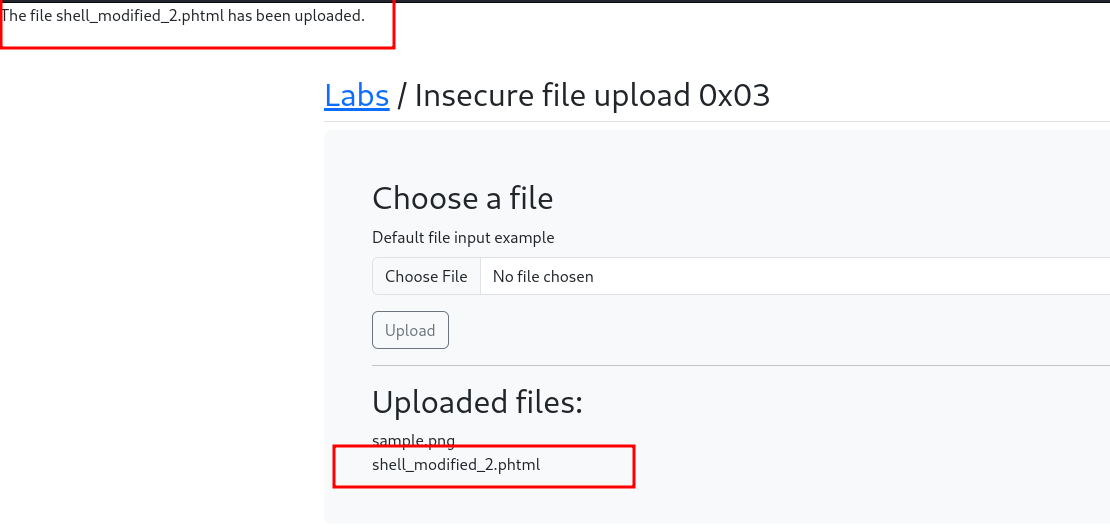 The file shell_modified_2.phtml has been uploaded.
Labs / Insecure file upload 0x03
Choose a file
Default file input example
Choose File No file chosen
Upload
Uploaded files:
sample.png
shell_modified_2.phtml